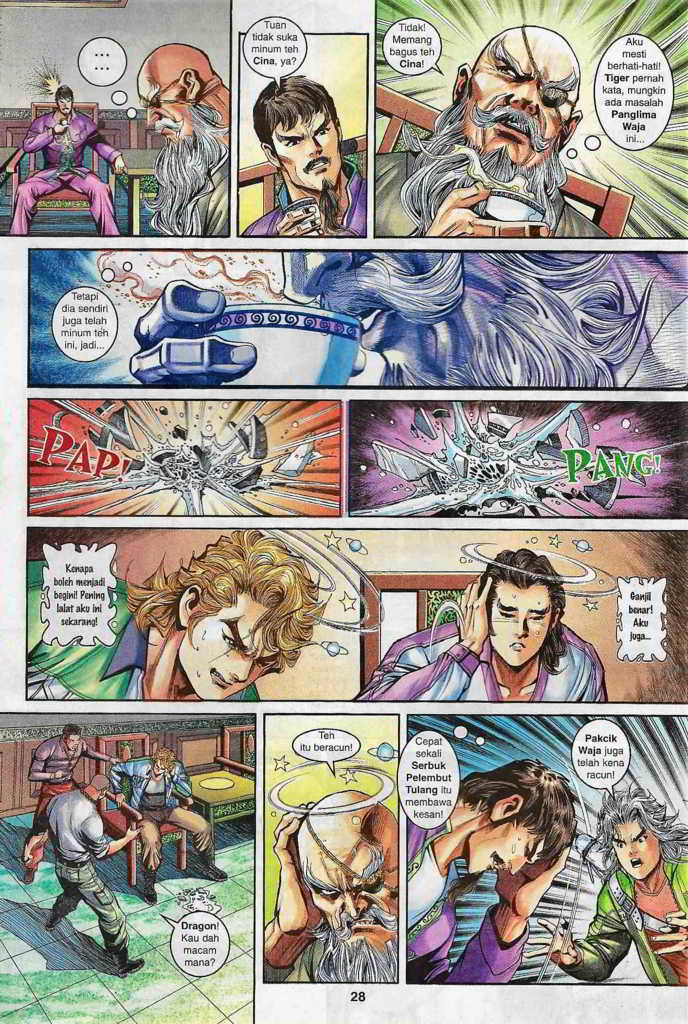 ...
...
Tuan
tidak suka
minum teh
Cina, ya?
Tidak!
Memang
bagus teh
Cina!
Aku
mesti
berhati-hati!
Tiger pernah
kata, mungkin
ada masalah
Panglima
Waja
ini...
Tetapi
dia sendiri
juga telah
minum teh
ini, jadi...
PAP!
PANG!
Kenapa
boleh menjadi
begini! Pening
lalat aku ini
sekarang!
Ganjil
benar!
Aku
juga...
Dragon!
Kau dah
macam
mana?
Teh
itu beracun!
Cepat
sekali
Serbuk
Pelembut
Tulang itu
membawa
kesan!
Pakcik
Waja juga
telah kena
racun!
28